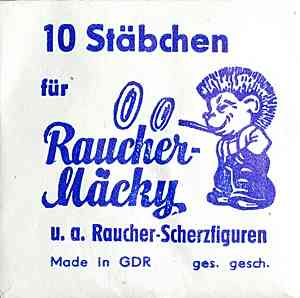 10 Stäbchen
für
Raucher-
Mäcky
u. a. Raucher-Scherzfiguren
Made in GDR ges. gesch.